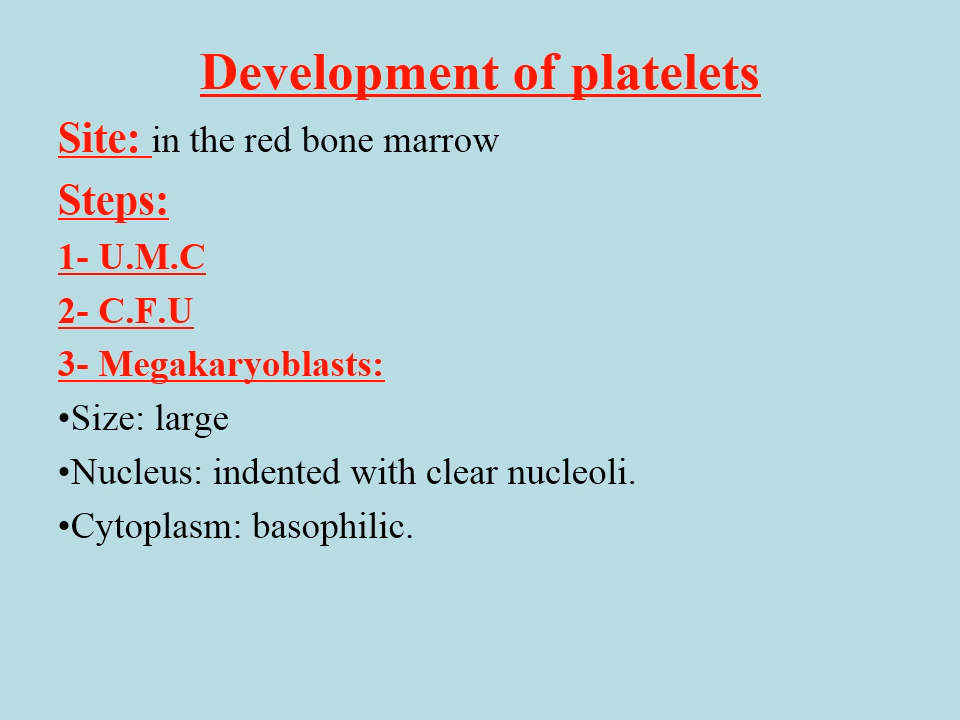 Development of platelets
Site: in the red bone marrow
Steps:
1- U.M.C
2- C.F.U
3- Megakaryoblasts:
•Size: large
•Nucleus: indented with clear nucleoli.
•Cytoplasm: basophilic.